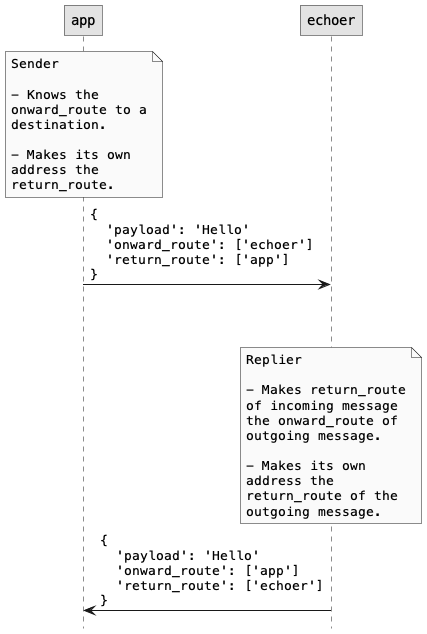 app
echoer
Sender
– Knows the
onward_route to a
destination.
– Makes its own
address the
return_route.
{
'payload': 'Hello'
'onward_route': ['echoer']
'return_route': ['app']
}
Replier
– Makes return_route
of incoming message
the onward_route of
outgoing message.
– Makes its own
address the
return_route of the
outgoing message.
{
'payload': 'Hello'
'onward_route': ['app']
'return_route': ['echoer']
}